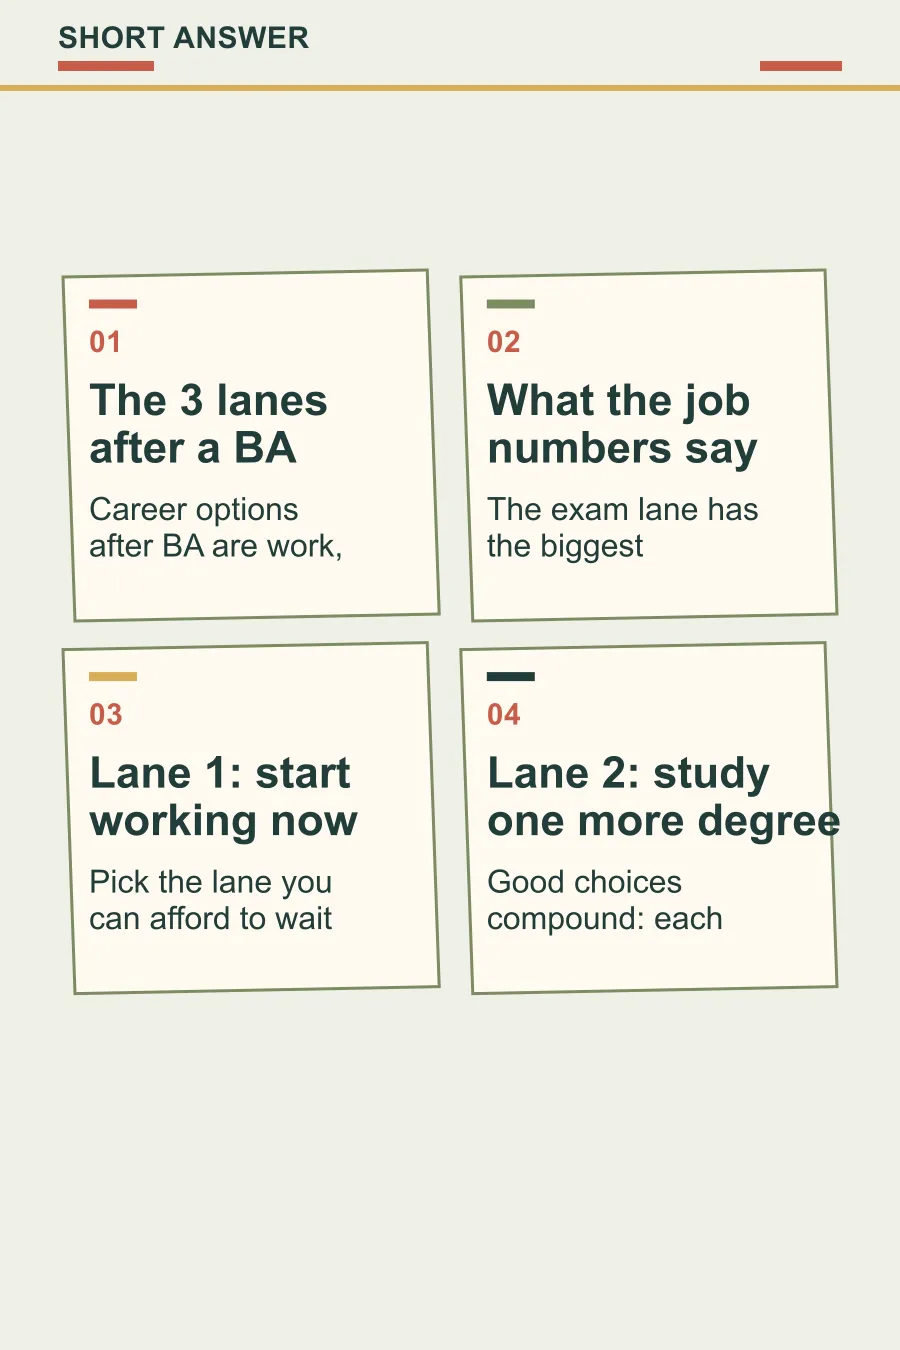 SHORT ANSWER
01
The 3 lanes
after a BA
Career options
after BA are work,
02
What the job
numbers say
The exam lane has
the biggest
03
Lane 1: start
working now
Pick the lane you
can afford to wait
04
Lane 2: study
one more degree
Good choices
compound: each